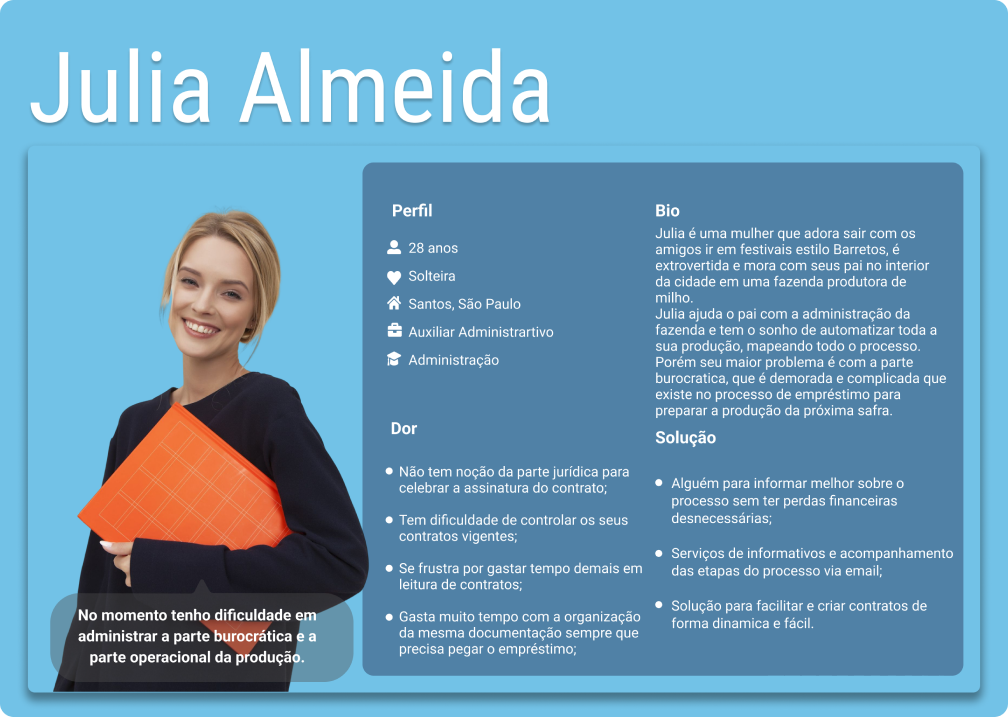 Julia Almeida
Perfil
28 anos
Solteira
Santos, São Paulo
Auxiliar Administrartivo
Administração
Bio
Julia é uma mulher que adora sair com os
amigos ir em festivais estilo Barretos, é
extrovertida e mora com seus pai no interior
da cidade em uma fazenda produtora de
milho.
Julia ajuda o pai com a administração da
fazenda e tem o sonho de automatizar toda a
sua produção, mapeando todo o processo.
Porém seu maior problema é com a parte
burocratica, que é demorada e complicada que
existe no processo de empréstimo para
preparar a produção da próxima safra.
Dor
Não tem noção da parte jurídica para
celebrar a assinatura do contrato;
Tem dificuldade de controlar os seus
contratos vigentes;
Se frustra por gastar tempo demais em
leitura de contratos;
Gasta muito tempo com a organização
da mesma documentação sempre que
precisa pegar o empréstimo;
Solução
Alguém para informar melhor sobre o
processo sem ter perdas financeiras
desnecessárias;
Serviços de informativos e acompanhamento
das etapas do processo via email;
Solução para facilitar e criar contratos de
forma dinamica e fácil.
No momento tenho dificuldade em
administrar a parte burocrática e a
parte operacional da produção.